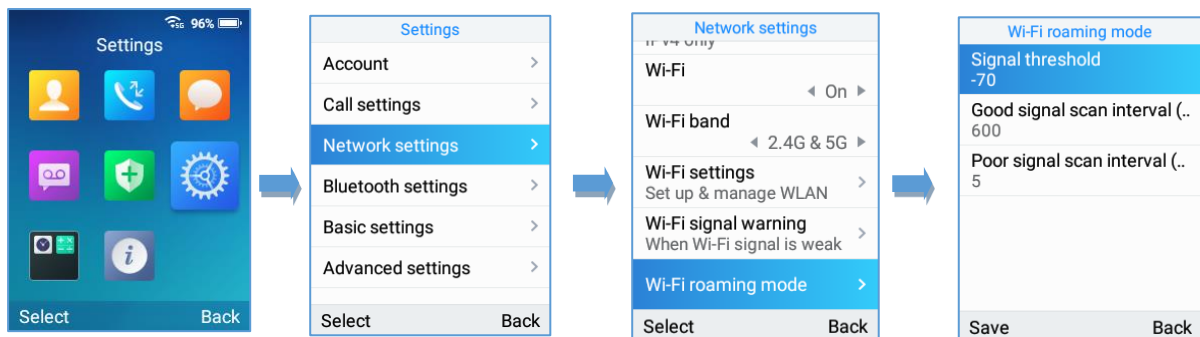 5G 96%
Settings
Select Back
Settings
Account
Call settings
Network settings
Bluetooth settings
Basic settings
Advanced settings
Select Back
Network settings
IPv4 only
Wi-Fi
On
Wi-Fi band
2.4G & 5G
Wi-Fi settings
Set up & manage WLAN
Wi-Fi signal warning
When Wi-Fi signal is weak
Wi-Fi roaming mode
Select Back
Wi-Fi roaming mode
Signal threshold
-70
Good signal scan interval (..
600
Poor signal scan interval (..
5
Save Back